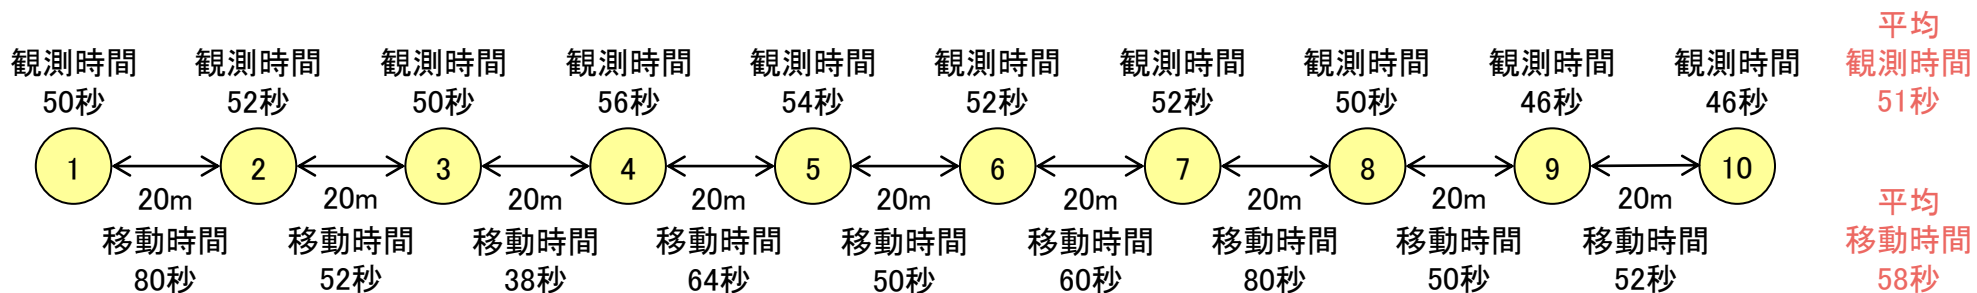 平均
観測時間 観測時間 観測時間 観測時間 観測時間 観測時間 観測時間 観測時間 観測時間 観測時間 観測時間
50秒 52秒 50秒 56秒 54秒 52秒 52秒 50秒 46秒 46秒 51秒
1 2 3 4 5 6 7 8 9 10
20m 20m 20m 20m 20m 20m 20m 20m 20m 平均
移動時間 移動時間 移動時間 移動時間 移動時間 移動時間 移動時間 移動時間 移動時間 移動時間
80秒 52秒 38秒 64秒 50秒 60秒 80秒 50秒 52秒 58秒